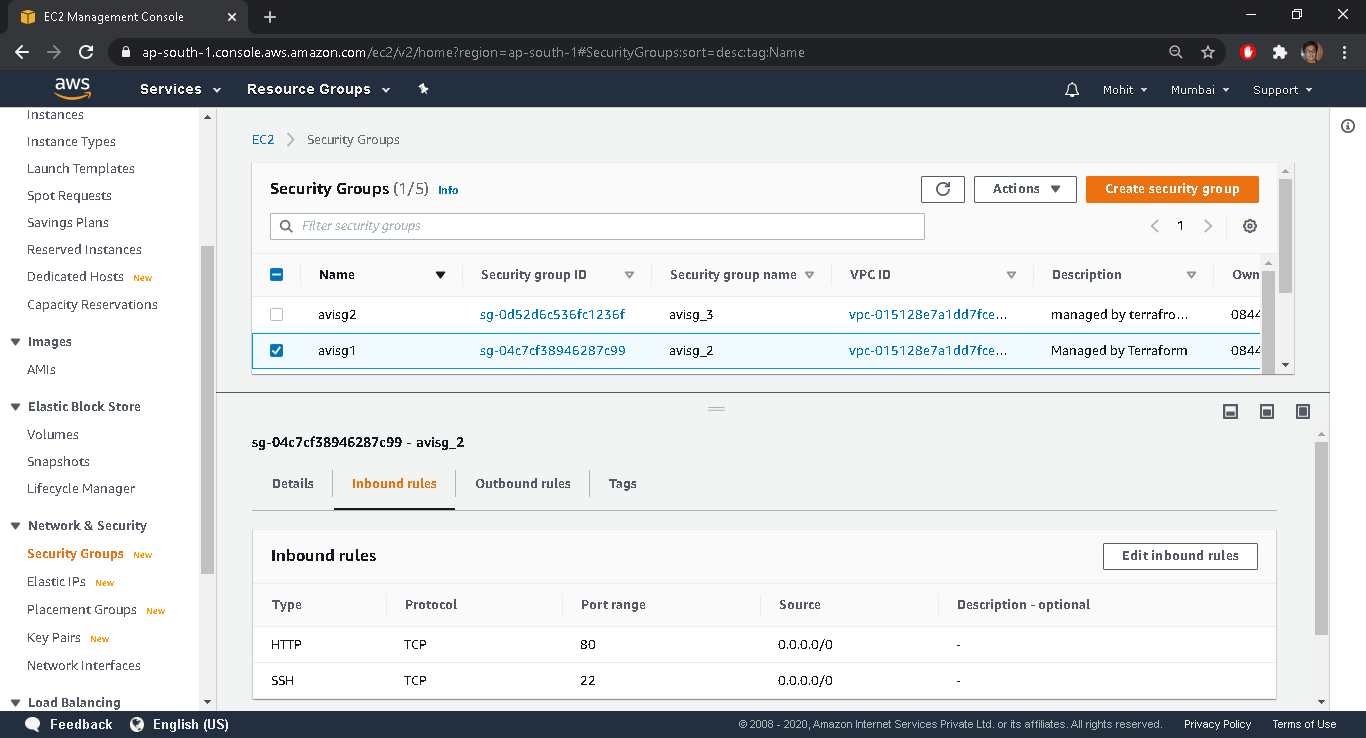 EC2 Management Console
ap-south-1.console.aws.amazon.com/ec2/v2/home?region=ap-south-1#SecurityGroups:sort=desc:tag:Name
aws Services Resource Groups Mohit Mumbai Support
Instances
Instance Types
Launch Templates
Spot Requests
Savings Plans
Reserved Instances
Dedicated Hosts New
Capacity Reservations
Images
AMIs
Elastic Block Store
Volumes
Snapshots
Lifecycle Manager
Network & Security
Security Groups New
Elastic IPs New
Placement Groups New
Key Pairs New
Network Interfaces
Load Balancing
EC2 > Security Groups
Security Groups (1/5) Info
Actions Create security group
Filter security groups
1
Name Security group ID Security group name VPC ID Description Own
avisg2 sg-0d52d6c536fc1236f avisg_3 vpc-015128e7a1dd7fce... managed by terrafro... 0844
avisg1 sg-04c7cf38946287c99 avisg_2 vpc-015128e7a1dd7fce... Managed by Terraform 0844
sg-04c7cf38946287c99 - avisg_2
Details Inbound rules Outbound rules Tags
Inbound rules Edit inbound rules
Type Protocol Port range Source Description - optional
HTTP TCP 80 0.0.0.0/0 -
SSH TCP 22 0.0.0.0/0 -
Feedback English (US) © 2008 - 2020, Amazon Internet Services Private Ltd. or its affiliates. All rights reserved. Privacy Policy Terms of Use